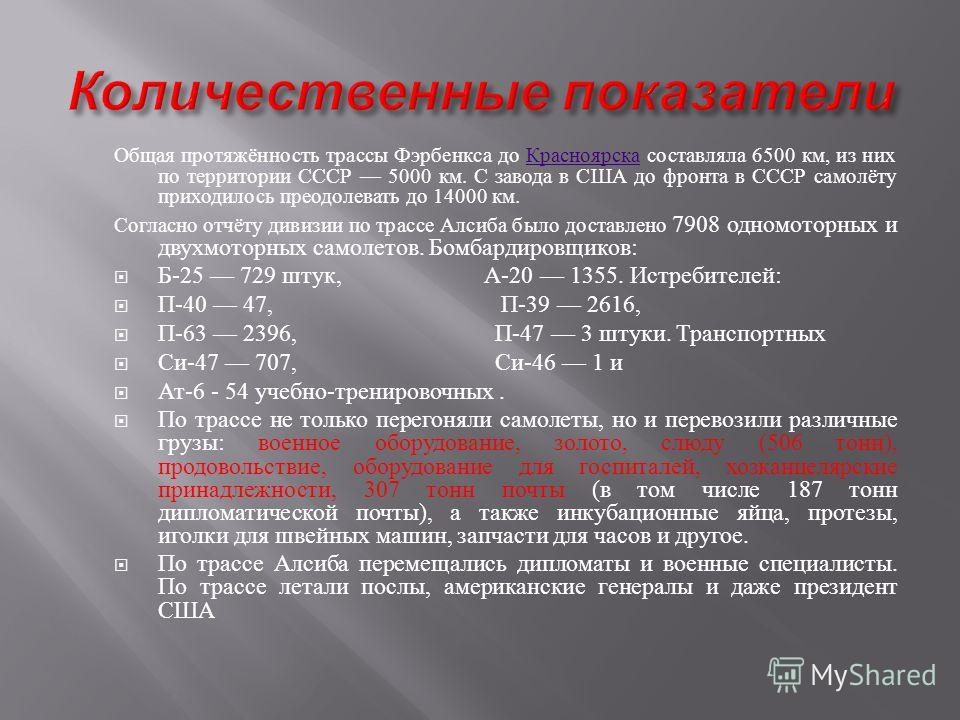 Количественные показатели
Общая протяжённость трассы Фэрбенкса до Красноярска составляла 6500 км, из них
по территории СССР — 5000 км. С завода в США до фронта в СССР самолёту
приходилось преодолевать до 14000 км.
Согласно отчёту дивизии по трассе Алсиба было доставлено 7908 одномоторных и
двухмоторных самолетов. Бомбардировщиков:
Б-25 — 729 штук, А-20 — 1355. Истребителей:
П-40 — 47, П-39 — 2616,
П-63 — 2396, П-47 — 3 штуки. Транспортных
Си-47 — 707, Си-46 — 1 и
Ат-6 - 54 учебно-тренировочных .
По трассе не только перегоняли самолеты, но и перевозили различные
грузы: военное оборудование, золото, слюду (506 тонн),
продовольствие, оборудование для госпиталей, хозканцелярские
принадлежности, 307 тонн почты (в том числе 187 тонн
дипломатической почты), а также инкубационные яйца, протезы,
иголки для швейных машин, запчасти для часов и другое.
По трассе Алсиба перемещались дипломаты и военные специалисты.
По трассе летали послы, американские генералы и даже президент
США
MyShared